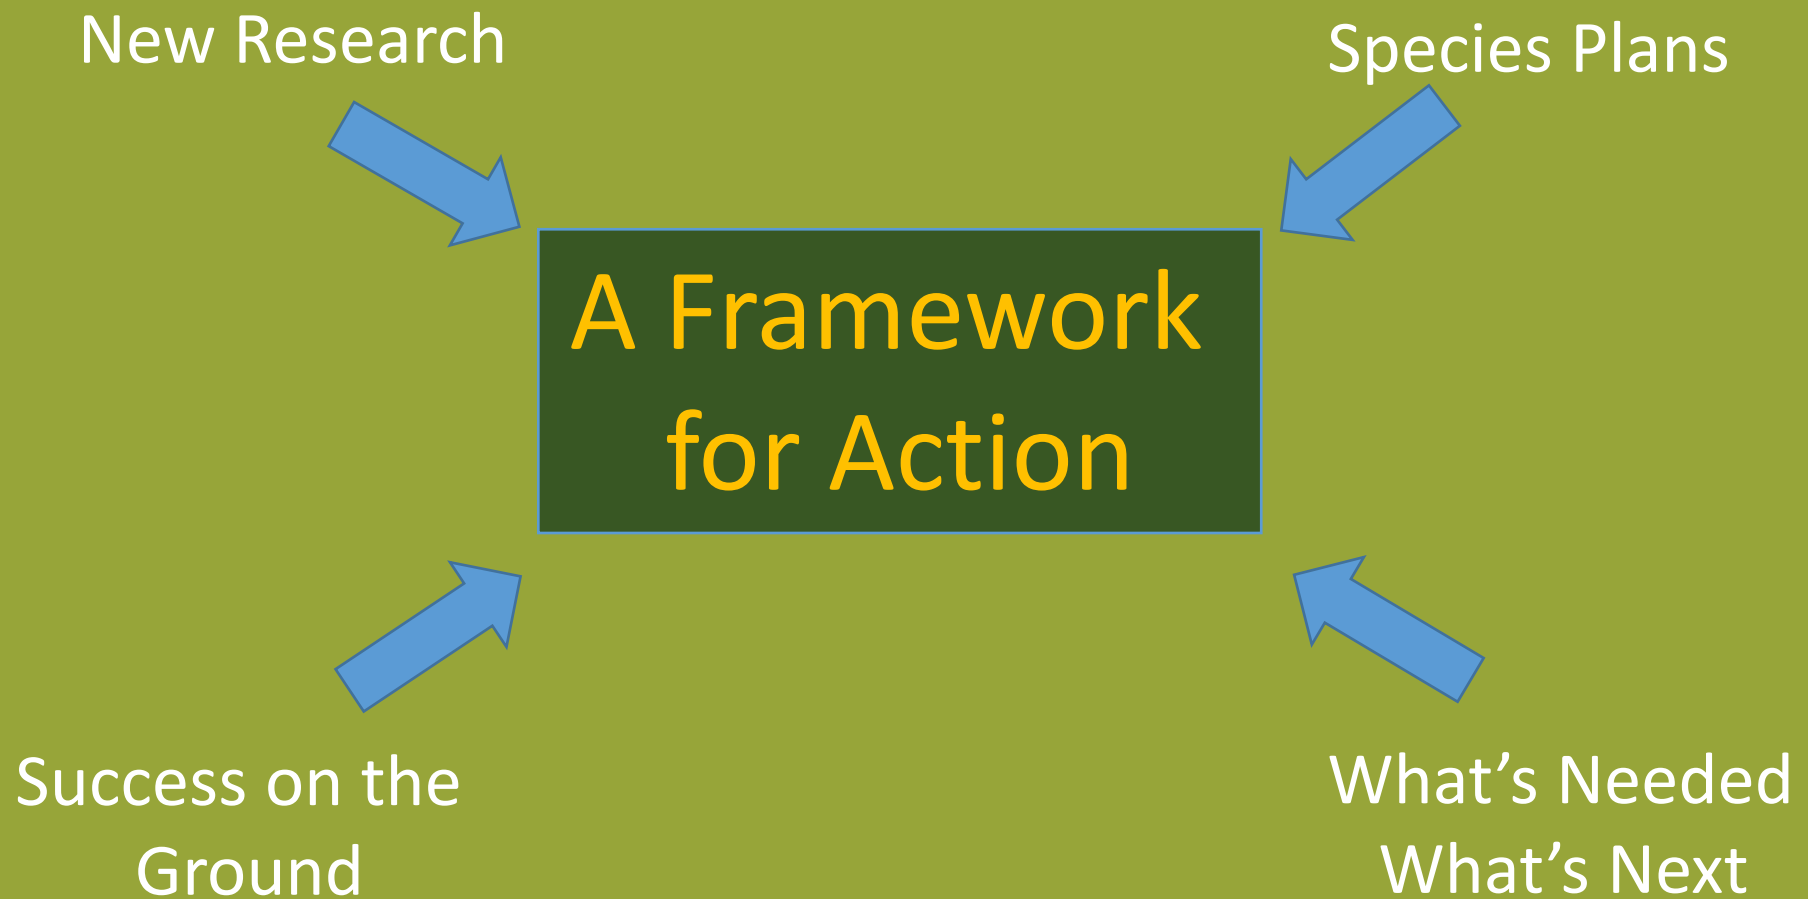 New Research
Species Plans
A Framework
for Action
Success on the
Ground
What’s Needed
What’s Next